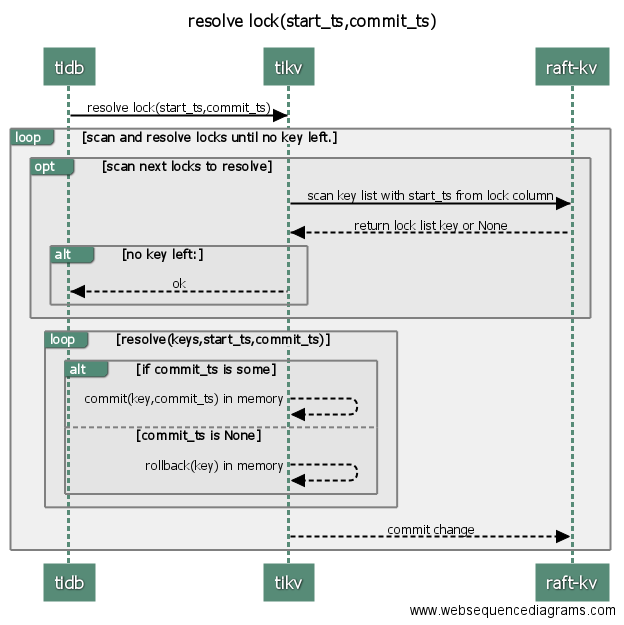 resolve lock(start_ts,commit_ts)
tidb tikv raft-kv
resolve lock(start_ts,commit_ts)
loop [scan and resolve locks until no key left.]
opt [scan next locks to resolve]
scan key list with start_ts from lock column
return lock list key or None
alt [no key left:]
ok
loop [resolve(keys,start_ts,commit_ts)]
alt [if commit_ts is some]
commit(key,commit_ts) in memory
[commit_ts is None]
rollback(key) in memory
commit change
tidb tikv raft-kv
www.websequencediagrams.com